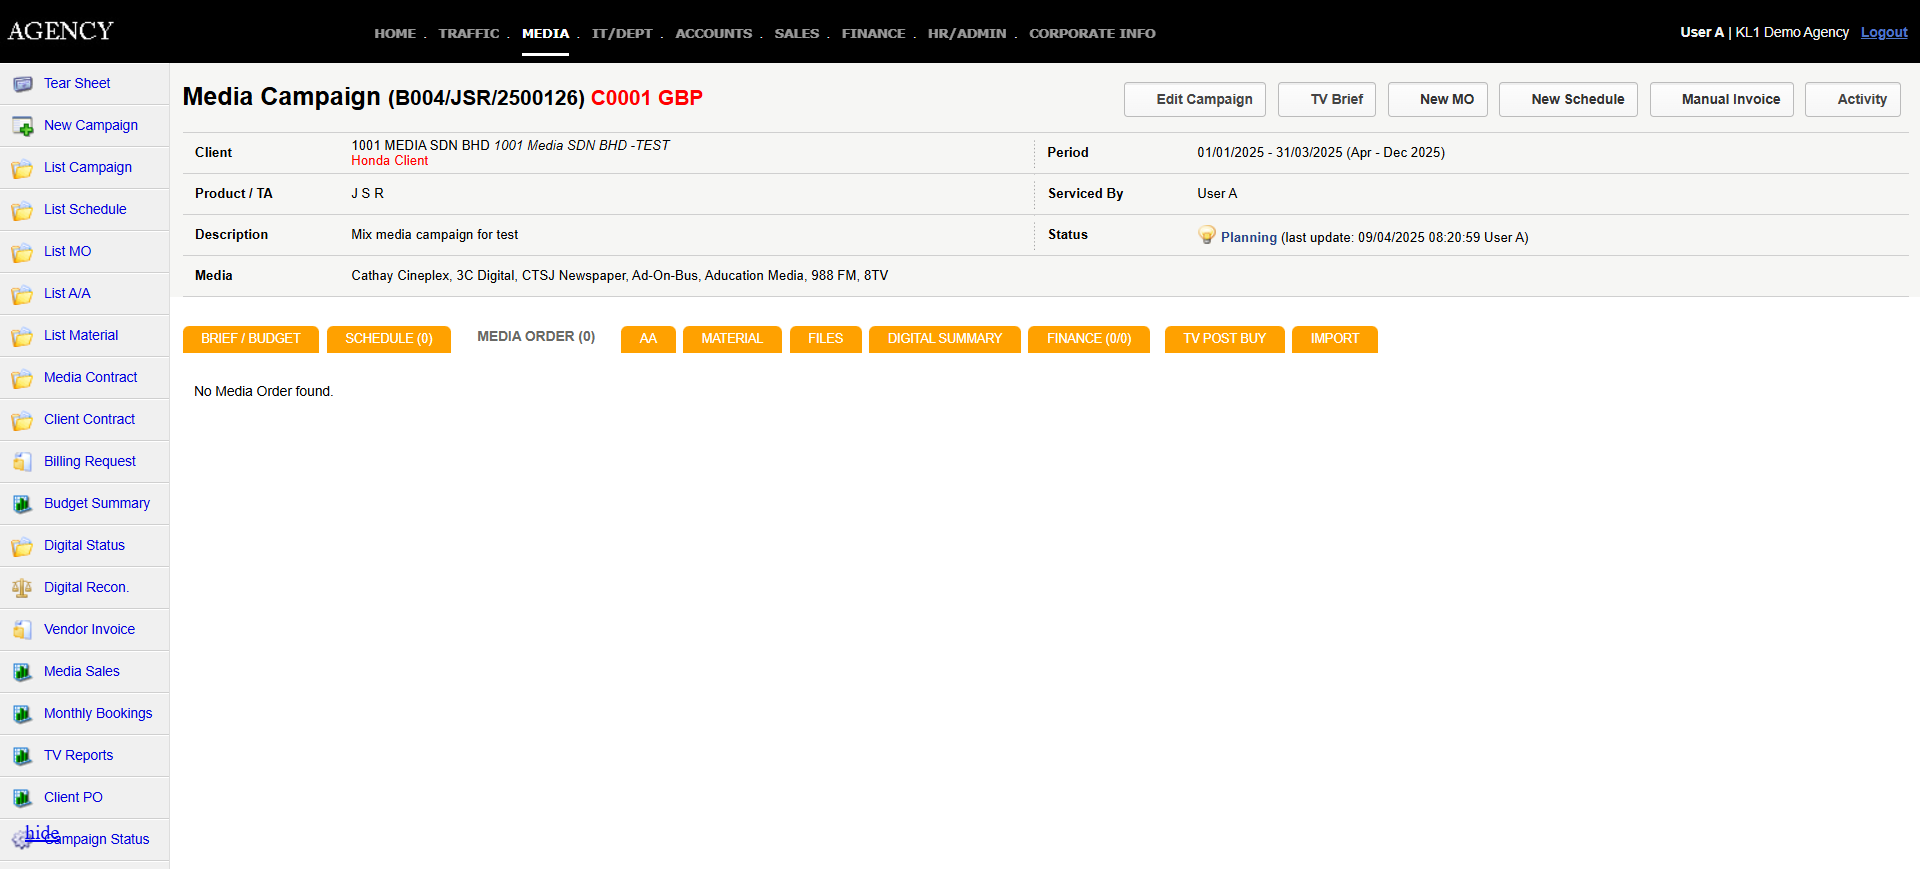 AGENCY
HOME . TRAFFIC . MEDIA . IT/DEPT . ACCOUNTS . SALES . FINANCE . HR/ADMIN . CORPORATE INFO
User A | KL1 Demo Agency Logout
Tear Sheet
New Campaign
List Campaign
List Schedule
List MO
List A/A
List Material
Media Contract
Client Contract
Billing Request
Budget Summary
Digital Status
Digital Recon.
Vendor Invoice
Media Sales
Monthly Bookings
TV Reports
Client PO
hide
Campaign Status
Media Campaign (B004/JSR/2500126) C0001 GBP
Edit Campaign TV Brief New MO New Schedule Manual Invoice Activity
Client 1001 MEDIA SDN BHD 1001 Media SDN BHD -TEST
Honda Client
Period 01/01/2025 - 31/03/2025 (Apr - Dec 2025)
Product / TA J S R
Serviced By User A
Description Mix media campaign for test
Status Planning (last update: 09/04/2025 08:20:59 User A)
Media Cathay Cineplex, 3C Digital, CTSJ Newspaper, Ad-On-Bus, Aducation Media, 988 FM, 8TV
BRIEF / BUDGET SCHEDULE (0) MEDIA ORDER (0) AA MATERIAL FILES DIGITAL SUMMARY FINANCE (0/0) TV POST BUY IMPORT
No Media Order found.